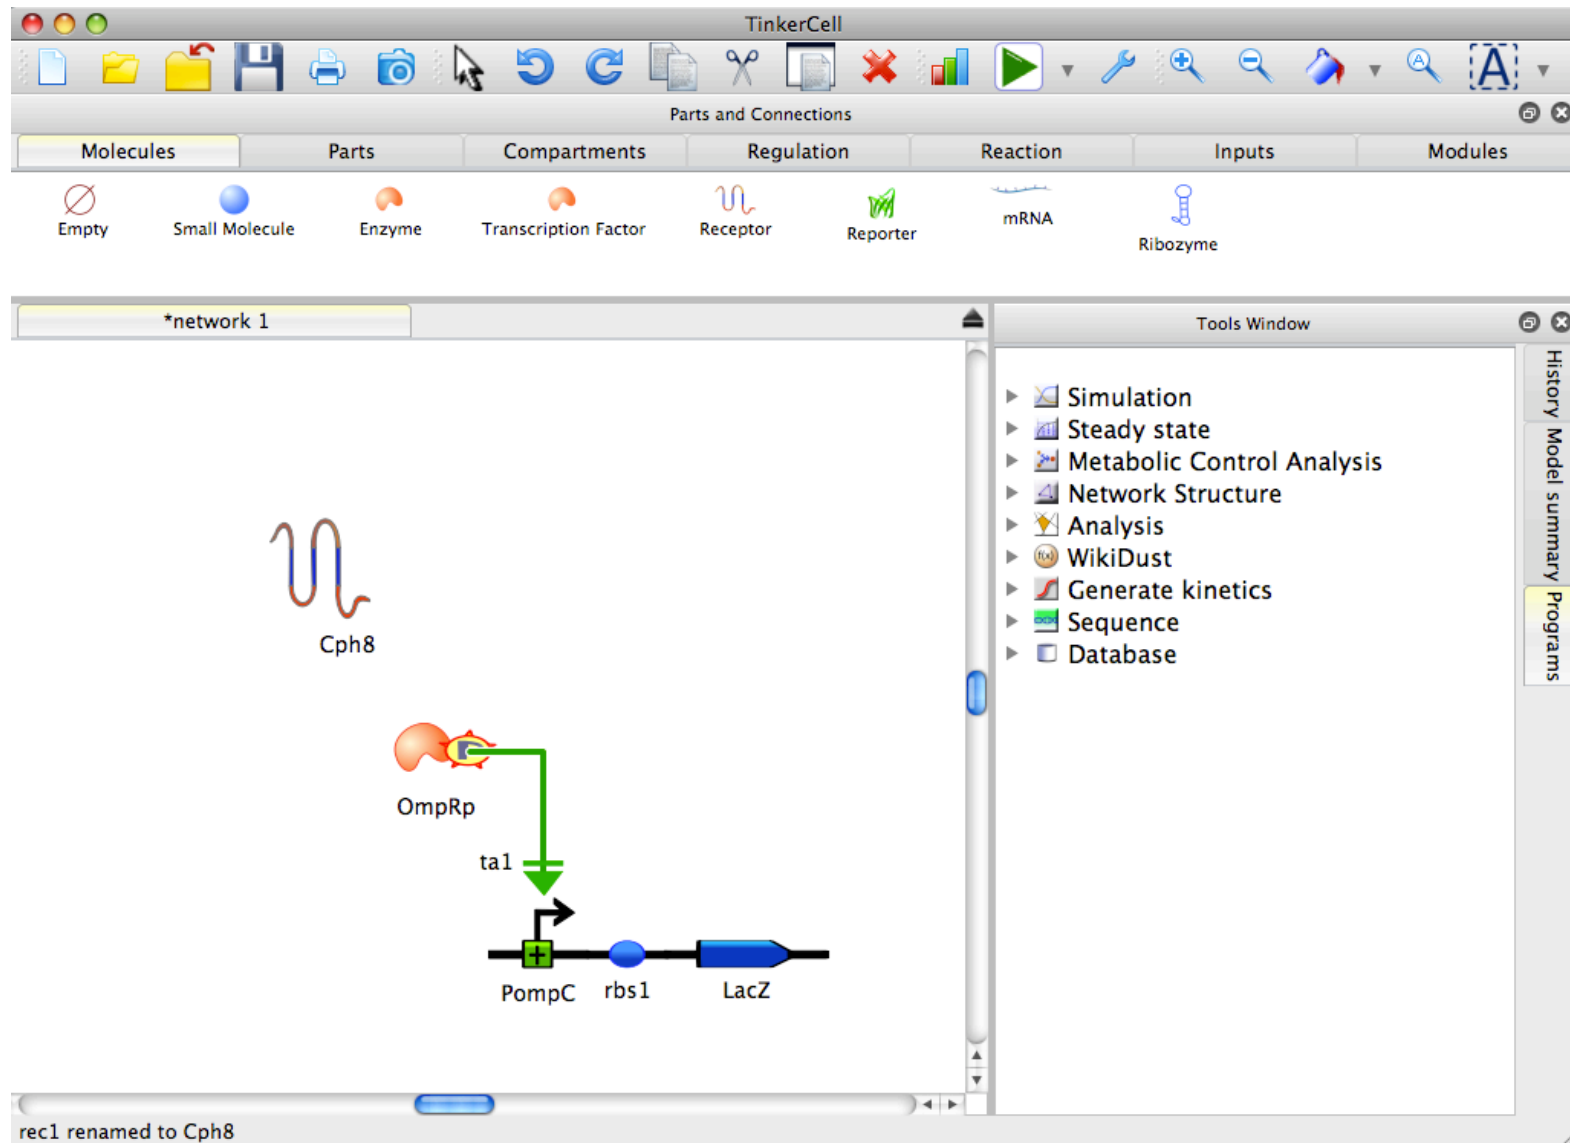 TinkerCell
Parts and Connections
Molecules Parts Compartments Regulation Reaction Inputs Modules
Empty Small Molecule Enzyme Transcription Factor Receptor Reporter mRNA Ribozyme
*network 1
Tools Window
Simulation
Steady state
Metabolic Control Analysis
Network Structure
Analysis
WikiDust
Generate kinetics
Sequence
Database
History
Model summary
Programs
Cph8
OmpRp
ta1
PompC rbs1 LacZ
rec1 renamed to Cph8